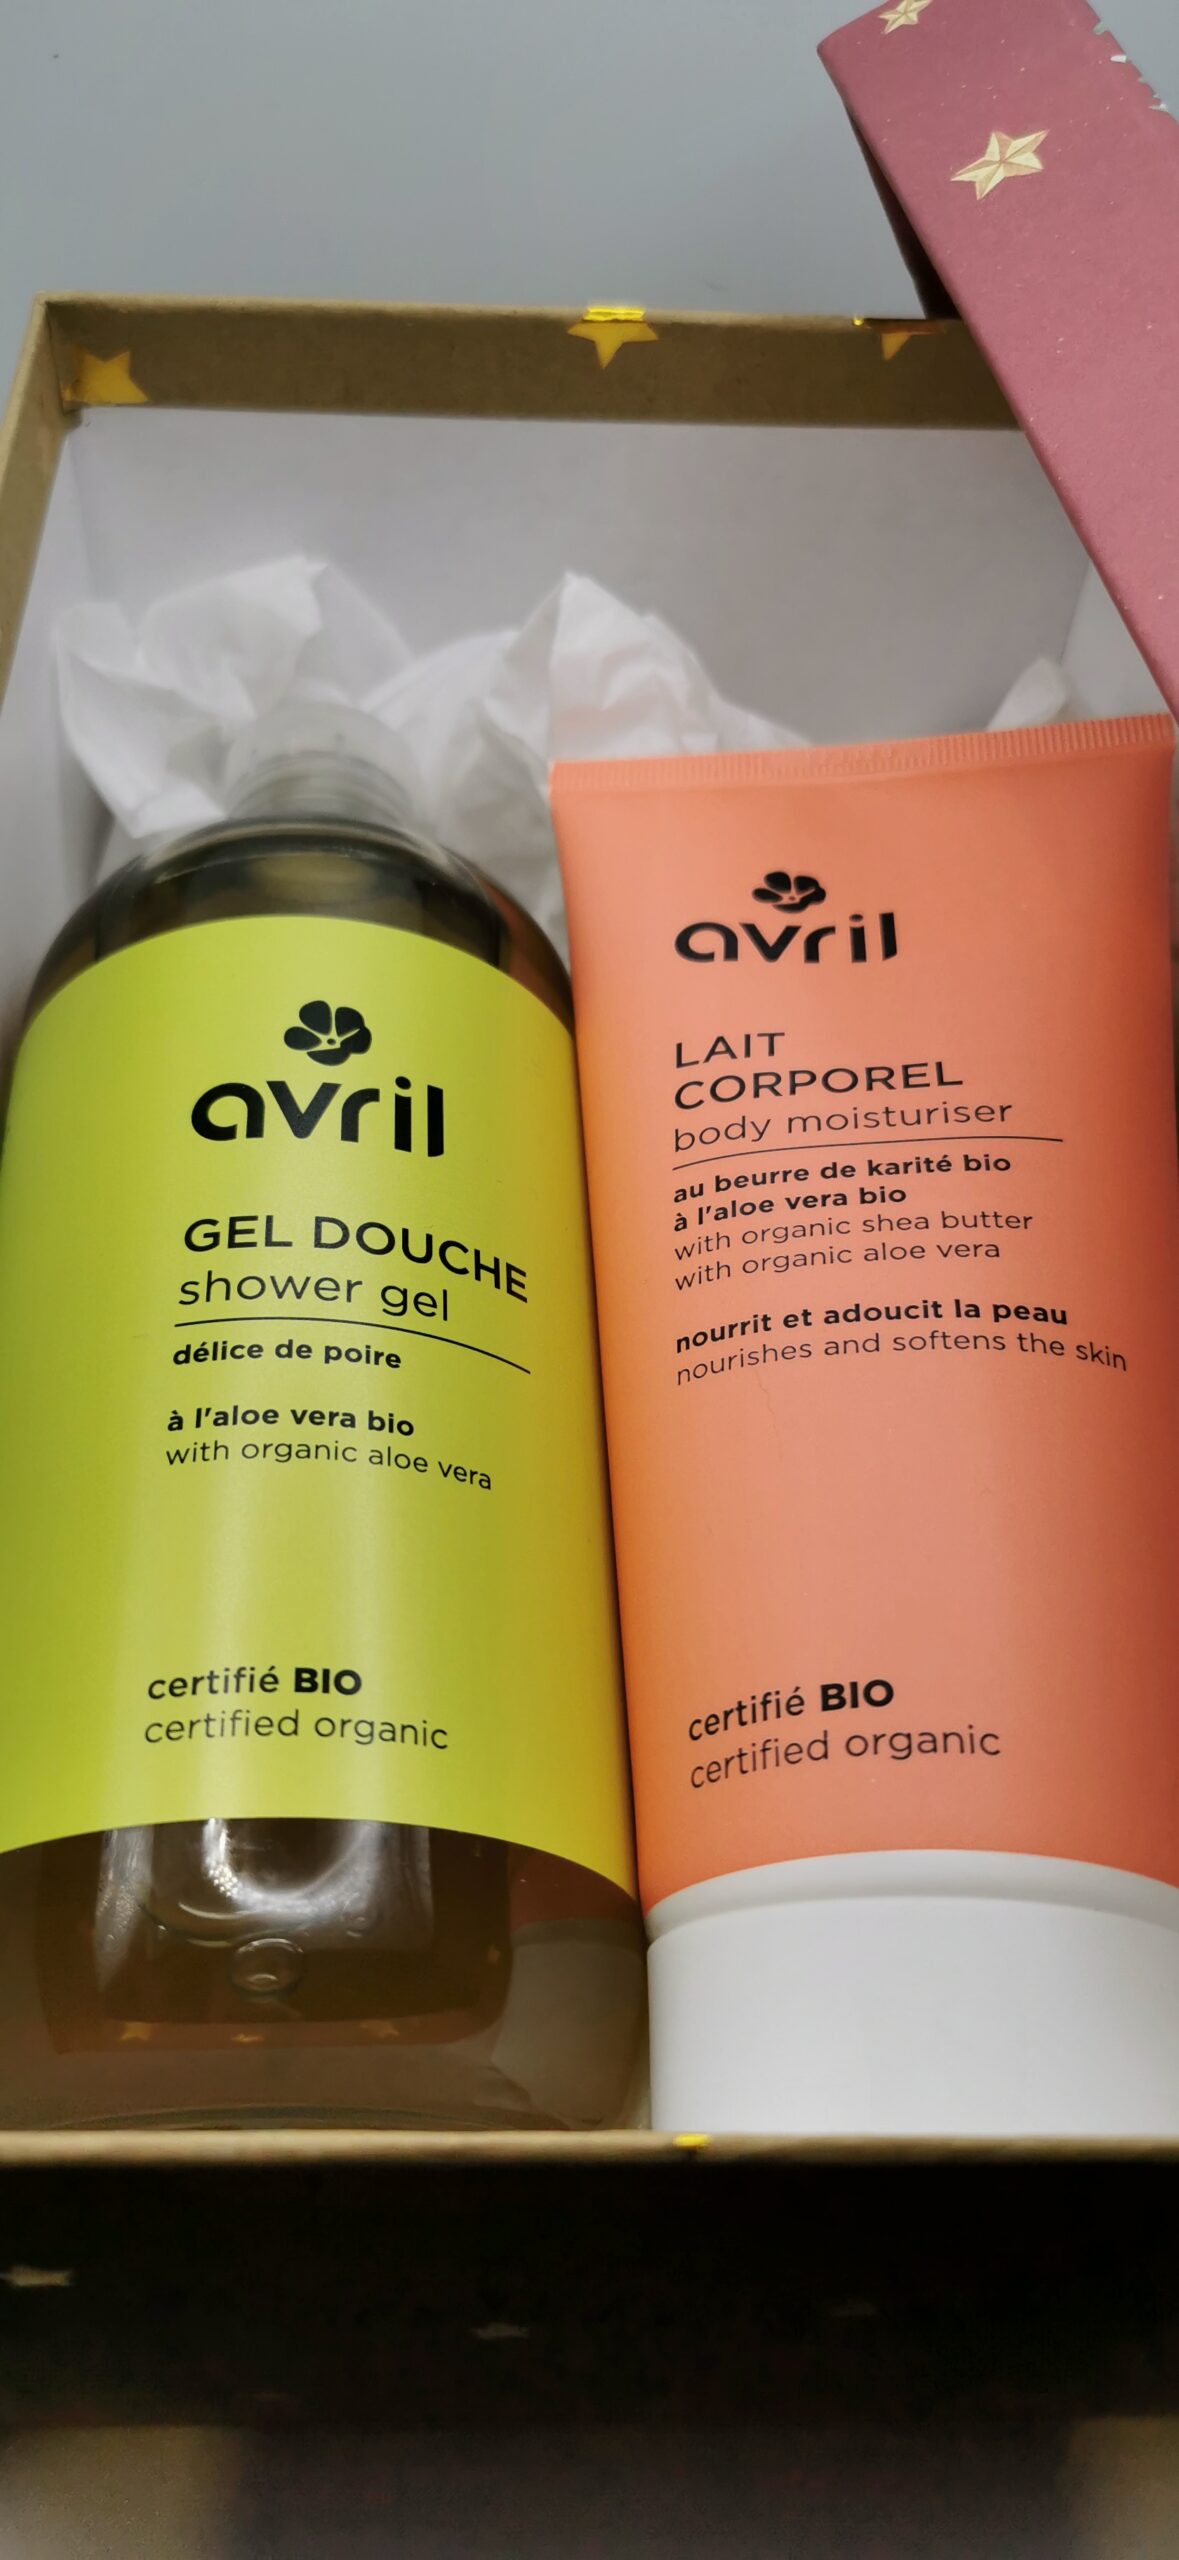 avril
GEL DOUCHE
shower gel
délice de poire
à l'aloe vera bio
with organic aloe vera
certifié BIO
certified organic
avril
LAIT
CORPOREL
body moisturiser
au beurre de karité bio
à l'aloe vera bio
with organic shea butter
with organic aloe vera
nourrit et adoucit la peau
nourishes and softens the skin
certifié BIO
certified organic